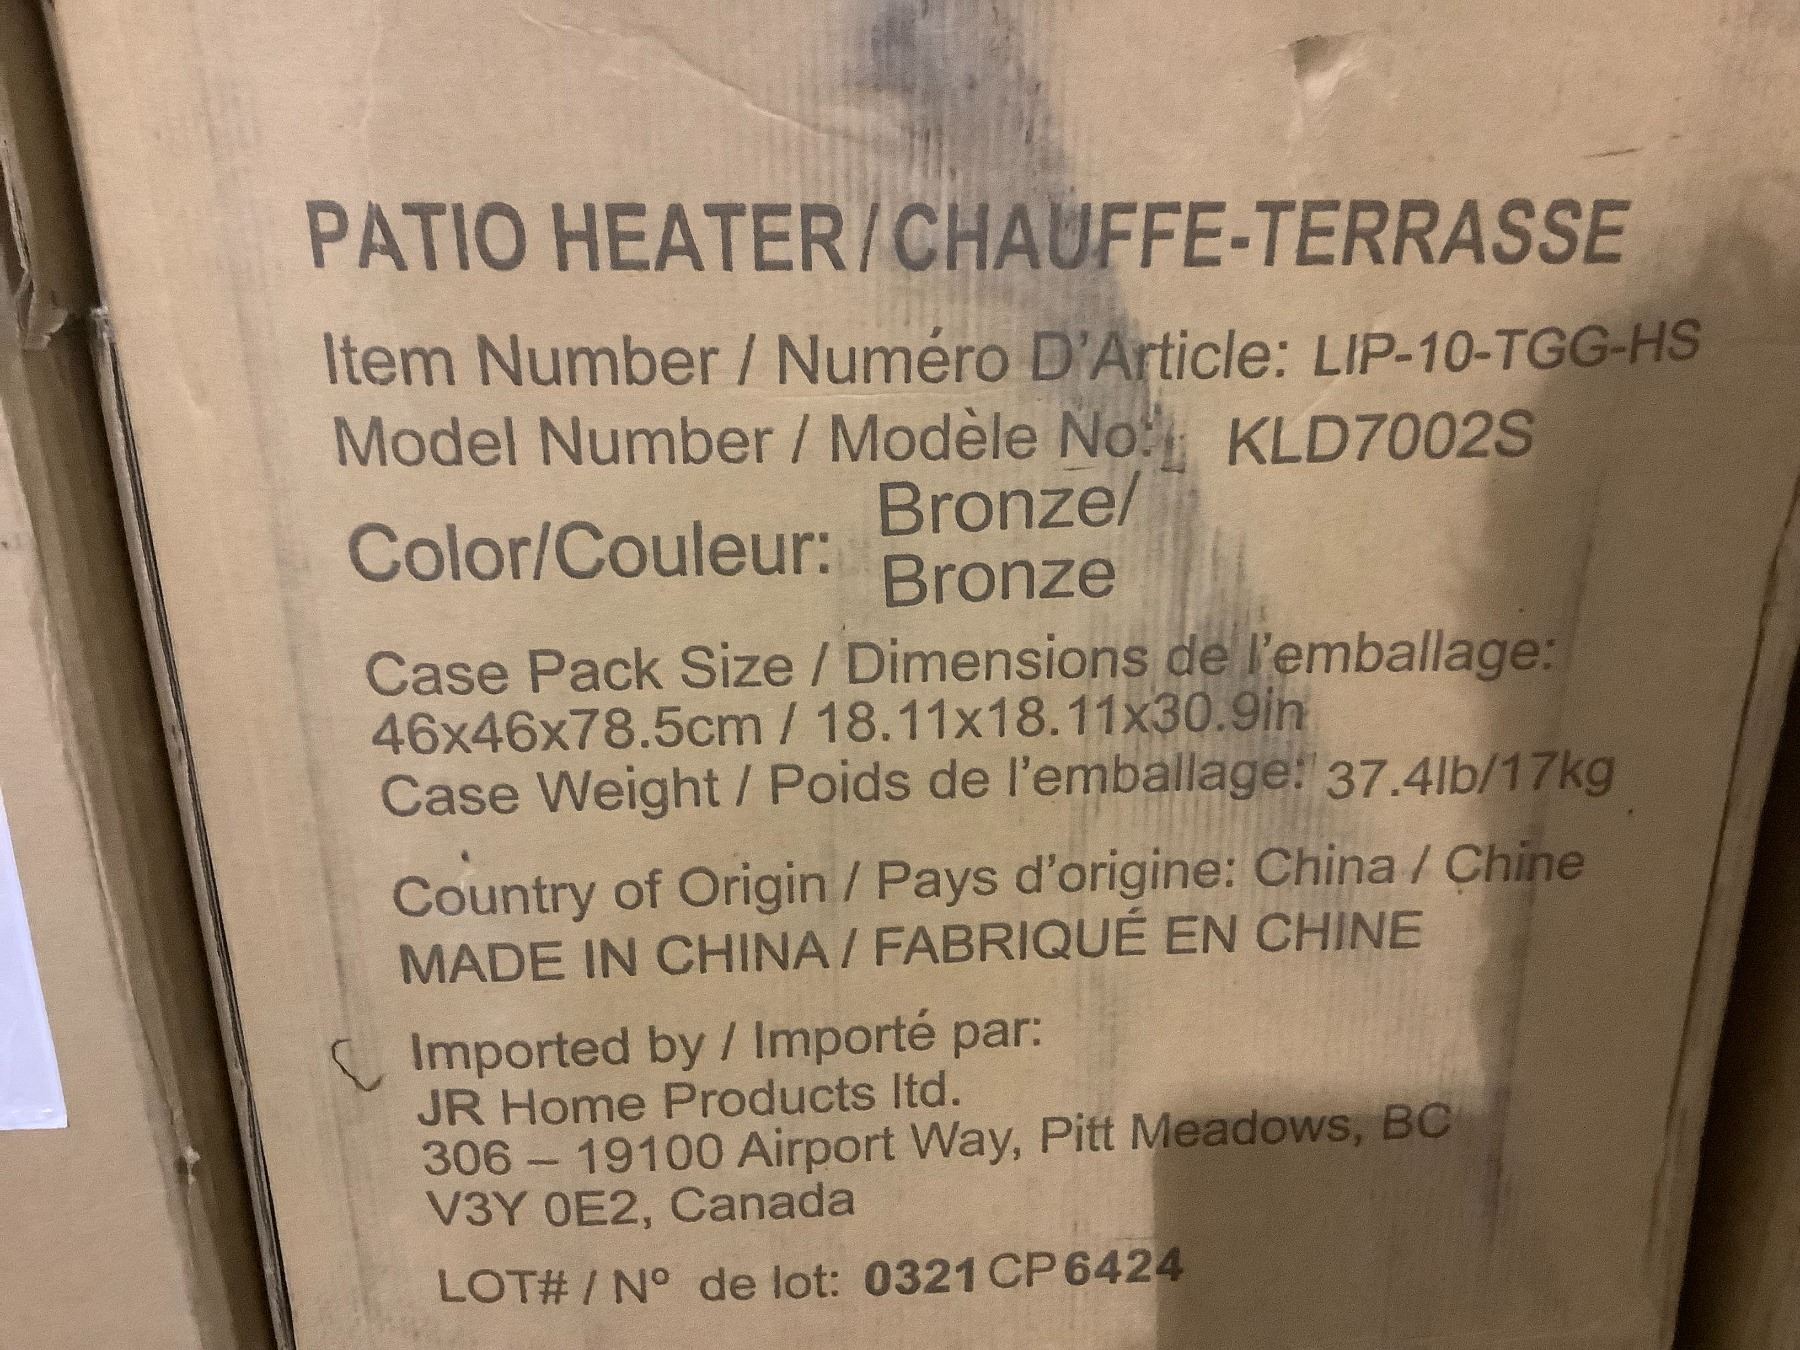 PATIO HEATER / CHAUFFE-TERRASSE
Item Number / Numéro D'Article: LIP-10-TGG-HS
Model Number / Modèle No: KLD7002S
Color/Couleur: Bronze/
Bronze
Case Pack Size / Dimensions de l'emballage:
46x46x78.5cm / 18.11x18.11x30.9in
Case Weight / Poids de l'emballage: 37.4lb/17kg
Country of Origin / Pays d'origine: China / Chine
MADE IN CHINA / FABRIQUÉ EN CHINE
Imported by / Importé par:
JR Home Products ltd.
306 – 19100 Airport Way, Pitt Meadows, BC
V3Y 0E2, Canada
LOT# / Nº de lot: 0321 CP 6424